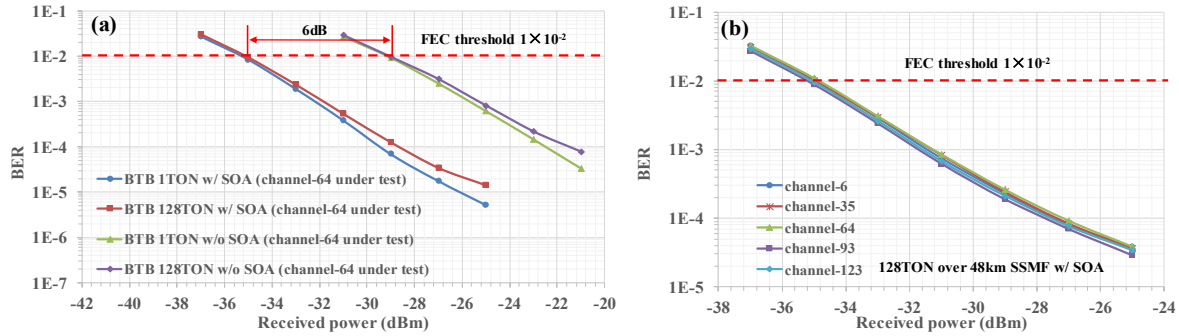 (a)
6dB
FEC threshold 1×10⁻²
1E-1
1E-2
1E-3
1E-4
1E-5
1E-6
1E-7
BER
BTB 1TON w/ SOA (channel-64 under test)
BTB 128TON w/ SOA (channel-64 under test)
BTB 1TON w/o SOA (channel-64 under test)
BTB 128TON w/o SOA (channel-64 under test)
-42 -40 -38 -36 -34 -32 -30 -28 -26 -24 -22 -20
Received power (dBm)
(b)
FEC threshold 1×10⁻²
1E-1
1E-2
1E-3
1E-4
1E-5
BER
channel-6
channel-35
channel-64
channel-93
channel-123
128TON over 48km SSMF w/ SOA
-38 -36 -34 -32 -30 -28 -26 -24
Received power (dBm)